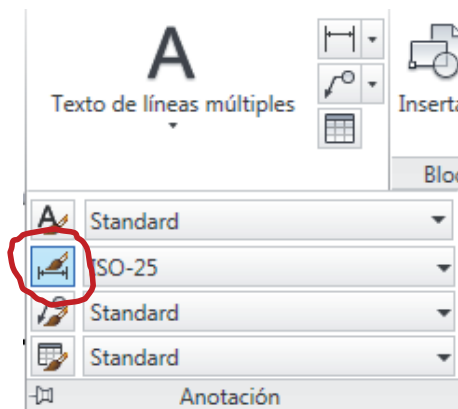 A
Texto de líneas múltiples
Inserta
Bloc
A Standard
ISO-25
Standard
Standard
Anotación